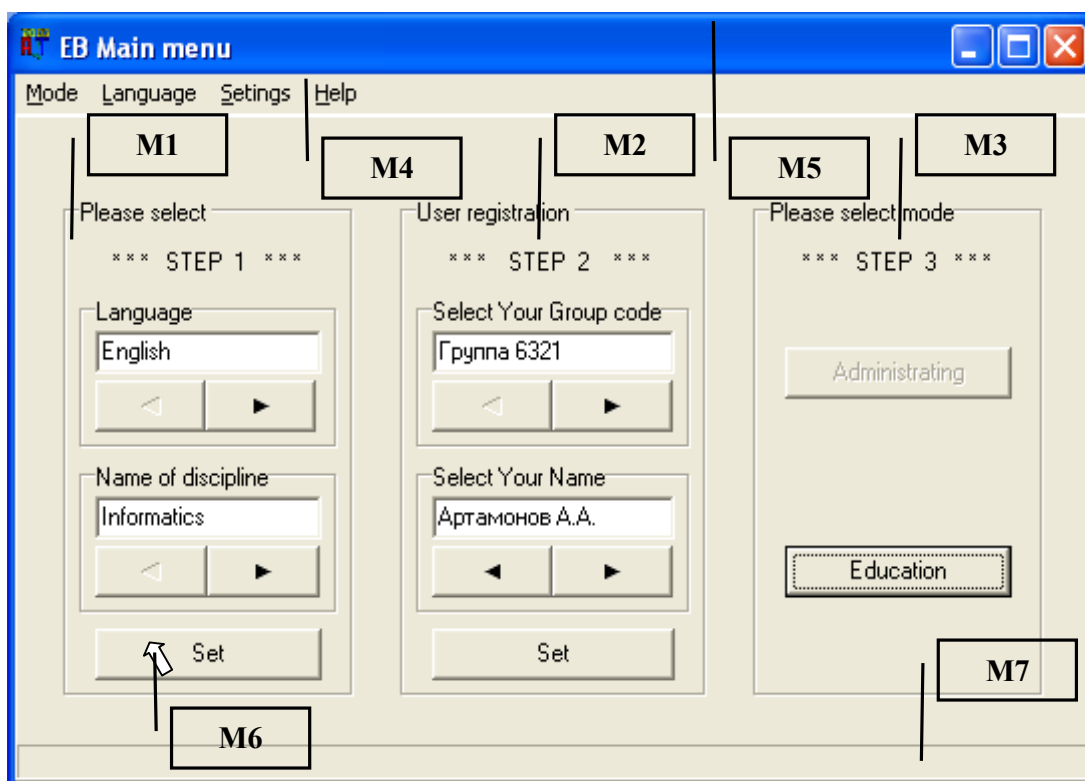 EB Main menu
Mode Language Setings Help
M1
M2
M3
M4
M5
Please select
User registration
Please select mode
*** STEP 1 ***
*** STEP 2 ***
*** STEP 3 ***
Language
Select Your Group code
English
Группа 6321
Administrating
Name of discipline
Select Your Name
Informatics
Артамонов А.А.
Education
Set
Set
M7
M6